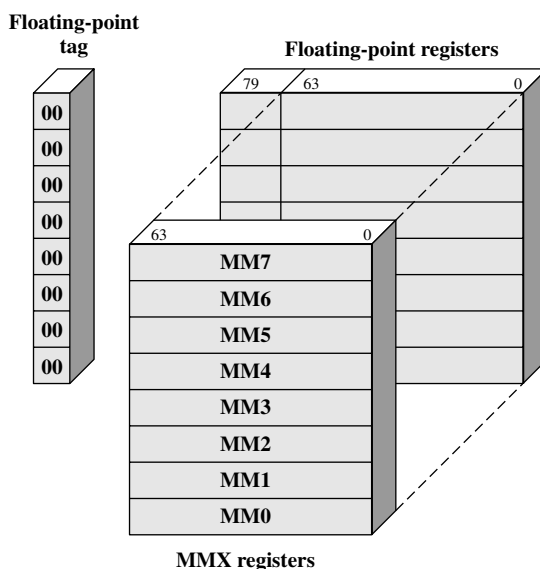 Floating-point
tag
00
00
00
00
00
00
00
00
Floating-point registers
79 63 0
63 0
MM7
MM6
MM5
MM4
MM3
MM2
MM1
MM0
MMX registers